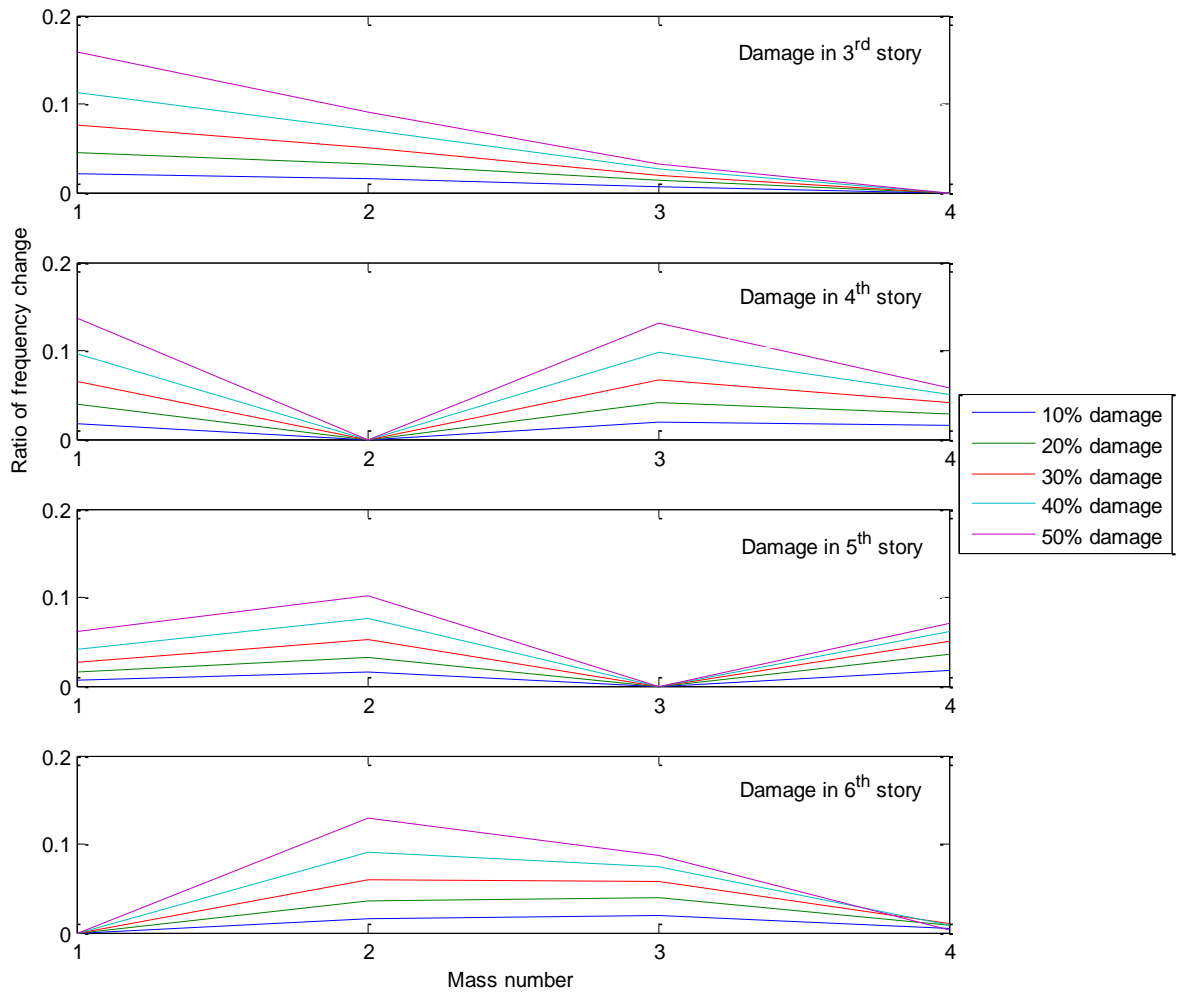 0.2
0.1
0
1
2
3
4
Damage in 3rd story
0.2
0.1
0
1
2
3
4
Damage in 4th story
0.2
0.1
0
1
2
3
4
Damage in 5th story
0.2
0.1
0
1
2
3
4
Damage in 6th story
Ratio of frequency change
Mass number
10% damage
20% damage
30% damage
40% damage
50% damage